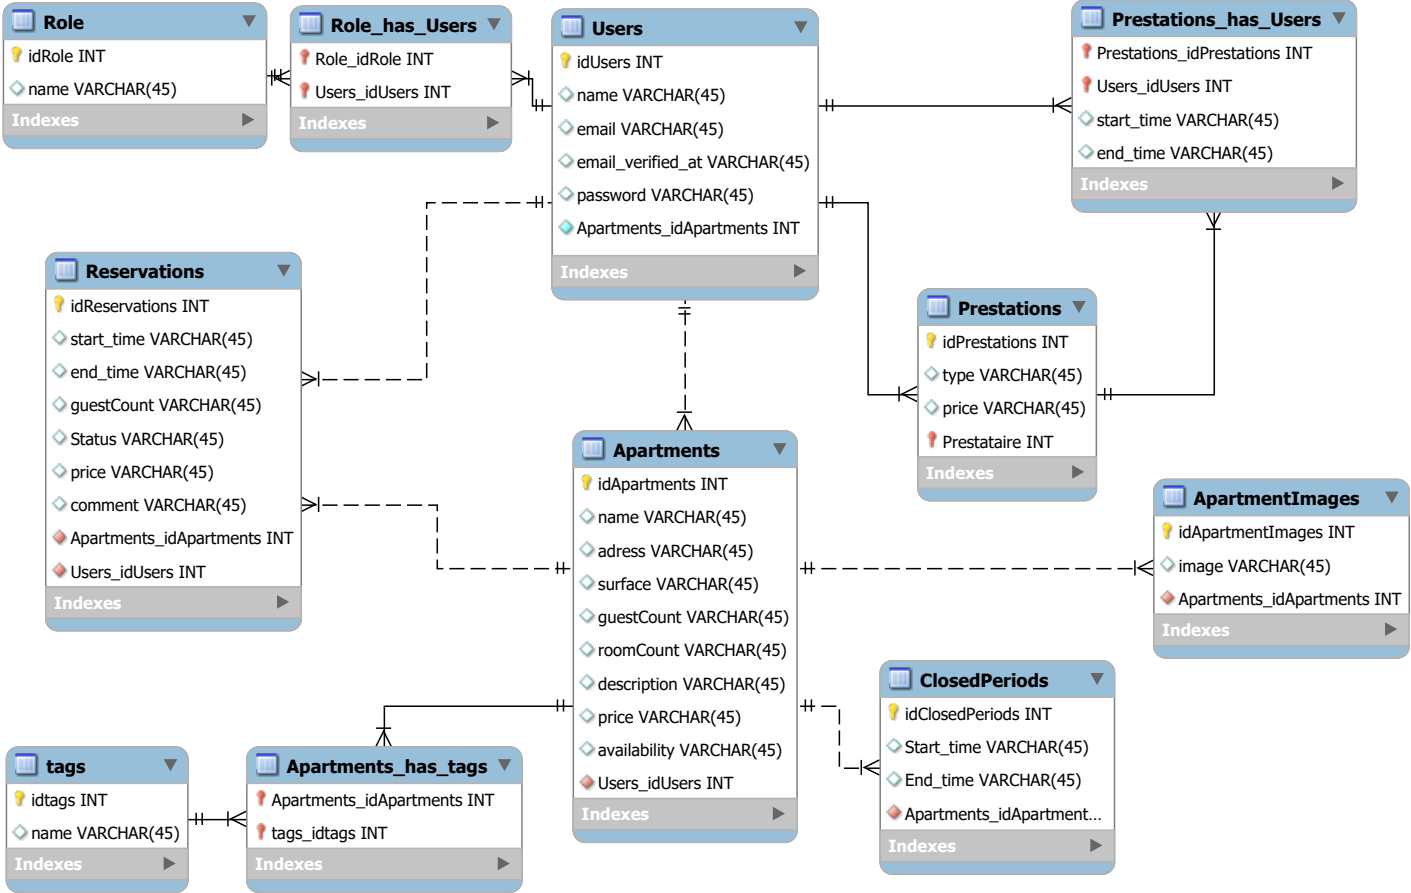 Role
idRole INT
name VARCHAR(45)
Indexes
Role_has_Users
Role_idRole INT
Users_idUsers INT
Indexes
Users
idUsers INT
name VARCHAR(45)
email VARCHAR(45)
email_verified_at VARCHAR(45)
password VARCHAR(45)
Apartments_idApartments INT
Indexes
Prestations_has_Users
Prestations_idPrestations INT
Users_idUsers INT
start_time VARCHAR(45)
end_time VARCHAR(45)
Indexes
Reservations
idReservations INT
start_time VARCHAR(45)
end_time VARCHAR(45)
guestCount VARCHAR(45)
Status VARCHAR(45)
price VARCHAR(45)
comment VARCHAR(45)
Apartments_idApartments INT
Users_idUsers INT
Indexes
Prestations
idPrestations INT
type VARCHAR(45)
price VARCHAR(45)
Prestataire INT
Indexes
Apartments
idApartments INT
name VARCHAR(45)
adress VARCHAR(45)
surface VARCHAR(45)
guestCount VARCHAR(45)
roomCount VARCHAR(45)
description VARCHAR(45)
price VARCHAR(45)
availability VARCHAR(45)
Users_idUsers INT
Indexes
ApartmentImages
idApartmentImages INT
image VARCHAR(45)
Apartments_idApartments INT
Indexes
ClosedPeriods
idClosedPeriods INT
Start_time VARCHAR(45)
End_time VARCHAR(45)
Apartments_idApartment...
Indexes
tags
idtags INT
name VARCHAR(45)
Indexes
Apartments_has_tags
Apartments_idApartments INT
tags_idtags INT
Indexes